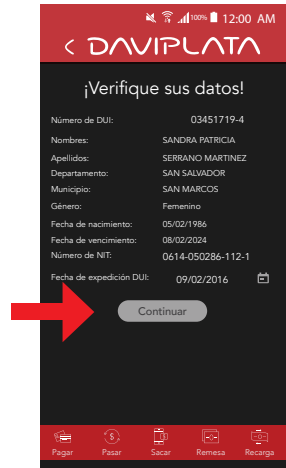 100% 12:00 AM
< DAVIPLATA
¡Verifique sus datos!
Número de DUI: 03451719-4
Nombres: SANDRA PATRICIA
Apellidos: SERRANO MARTINEZ
Departamento: SAN SALVADOR
Municipio: SAN MARCOS
Género: Femenino
Fecha de nacimiento: 05/02/1986
Fecha de vencimiento: 08/02/2024
Número de NIT: 0614-050286-112-1
Fecha de expedición DUI: 09/02/2016
Continuar
Pagar Pasar Sacar Remesa Recarga